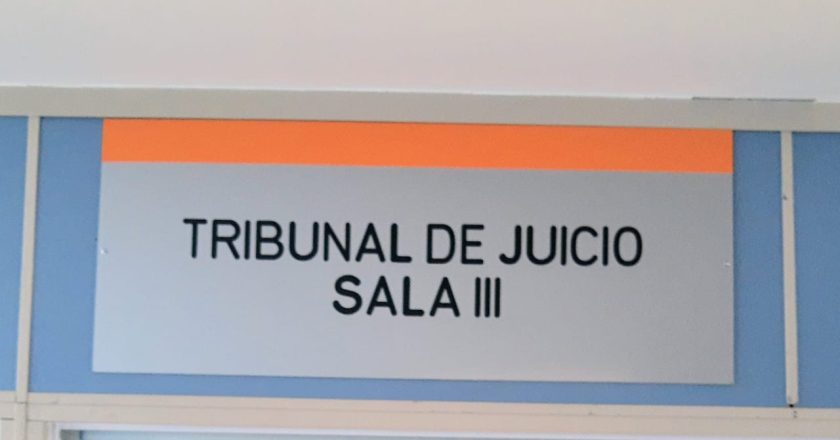 TRIBUNAL DE JUICIO
SALA III